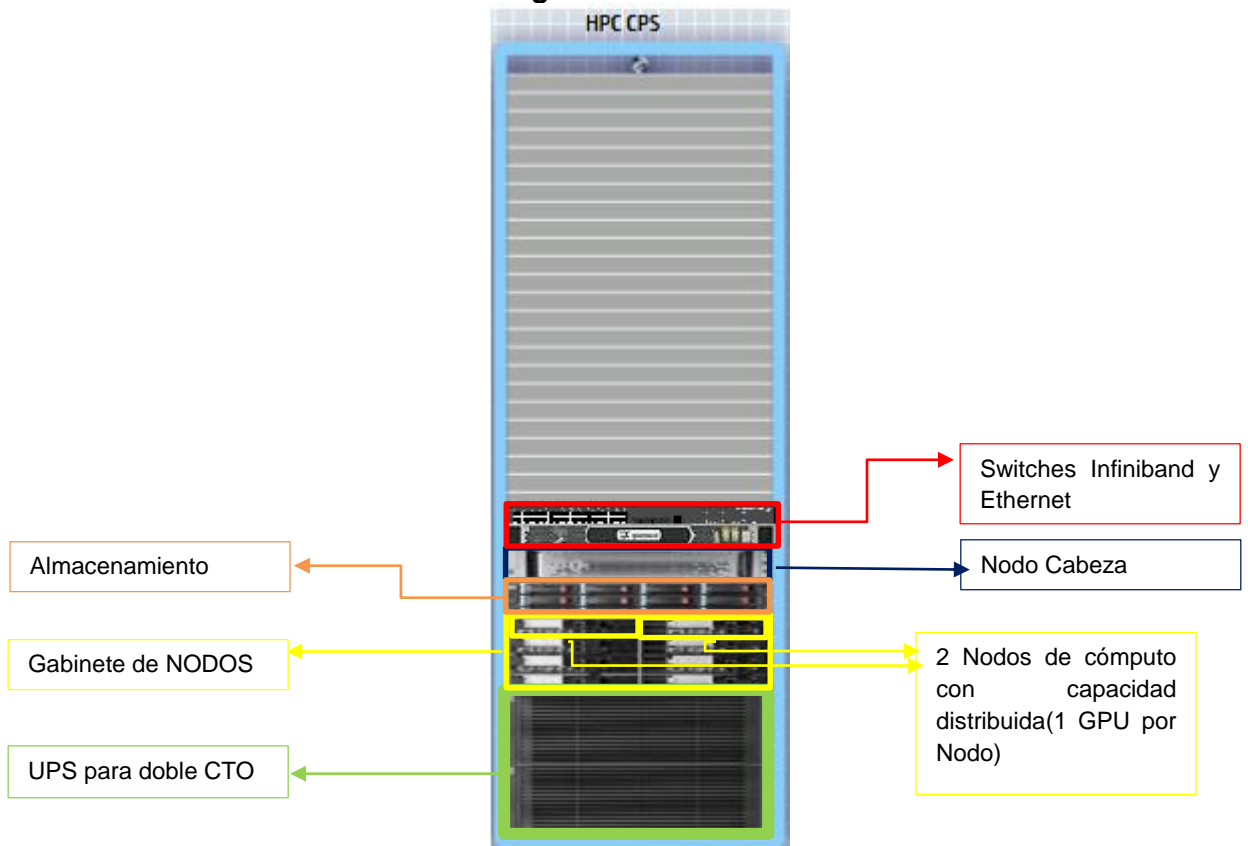 HPC CPS
Switches Infiniband y
Ethernet
Nodo Cabeza
Almacenamiento
Gabinete de NODOS
2 Nodos de cómputo
con capacidad
distribuida(1 GPU por
Nodo)
UPS para doble CTO